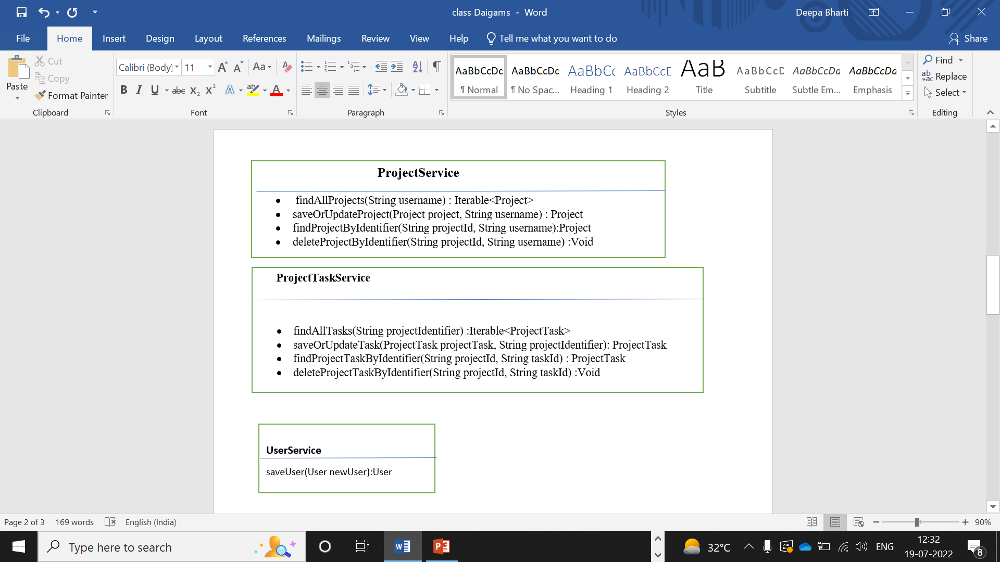 class Daigams - Word
Deepa Bharti
File Home Insert Design Layout References Mailings Review View Help Tell me what you want to do Share
Paste
Cut
Copy
Format Painter
Clipboard
Calibri (Body) 11
Font
Paragraph
AaBbCcDc AaBbCcDc AaBbCc AaBbCcD AaB AaBbCcD AaBbCcDa AaBbCcDa
¶ Normal ¶ No Spac... Heading 1 Heading 2 Title Subtitle Subtle Em... Emphasis
Styles
Find
Replace
Select
Editing
ProjectService
• findAllProjects(String username) : Iterable<Project>
• saveOrUpdateProject(Project project, String username) : Project
• findProjectByIdentifier(String projectId, String username):Project
• deleteProjectByIdentifier(String projectId, String username) :Void
ProjectTaskService
• findAllTasks(String projectIdentifier) :Iterable<ProjectTask>
• saveOrUpdateTask(ProjectTask projectTask, String projectIdentifier): ProjectTask
• findProjectTaskByIdentifier(String projectId, String taskId) : ProjectTask
• deleteProjectTaskByIdentifier(String projectId, String taskId) :Void
UserService
saveUser(User newUser):User
Page 2 of 3 169 words English (India) 90%
Type here to search
32°C ENG
12:32
19-07-2022
8